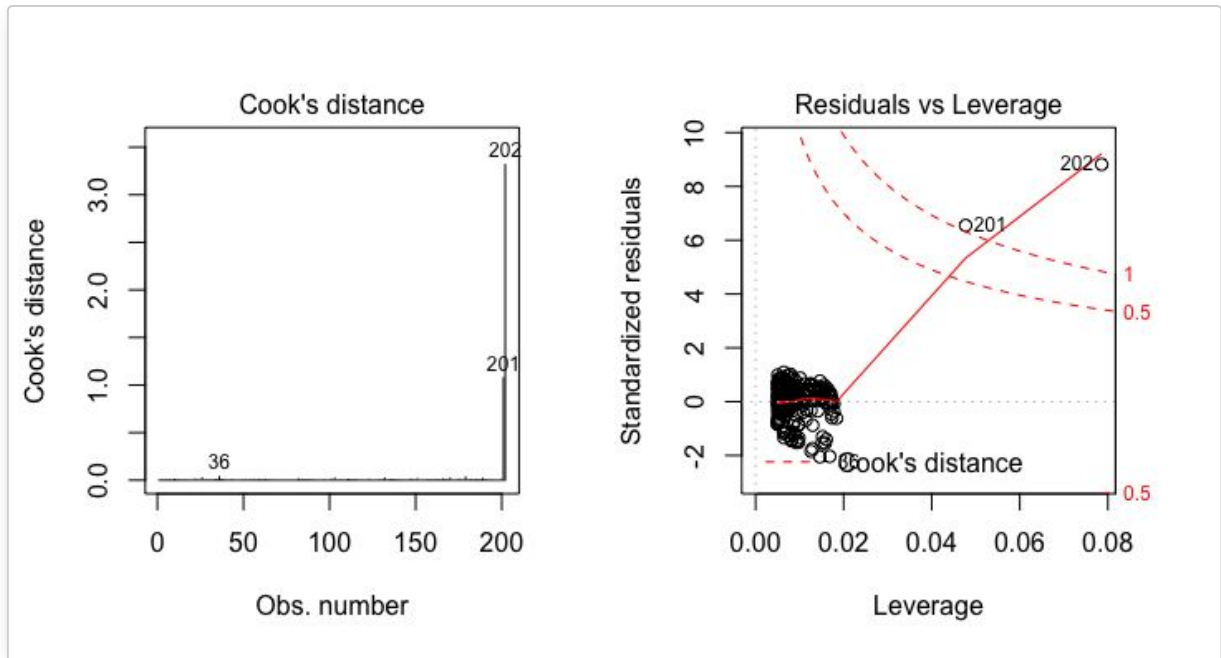 Cook's distance
Cook's distance
3.0
2.0
1.0
0.0
202
201
36
0 50 100 150 200
Obs. number
Residuals vs Leverage
Standardized residuals
10
8
6
4
2
0
-2
202
201
36
Cook's distance
1
0.5
0.5
0.00 0.02 0.04 0.06 0.08
Leverage